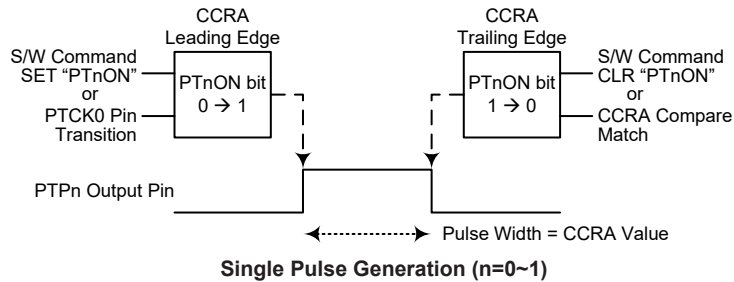 CCRA
Leading Edge
S/W Command
SET “PTnON”
or
PTCK0 Pin
Transition
PTnON bit
0 → 1
CCRA
Trailing Edge
PTnON bit
1 → 0
S/W Command
CLR “PTnON”
or
CCRA Compare
Match
PTPn Output Pin
Pulse Width = CCRA Value
Single Pulse Generation (n=0~1)